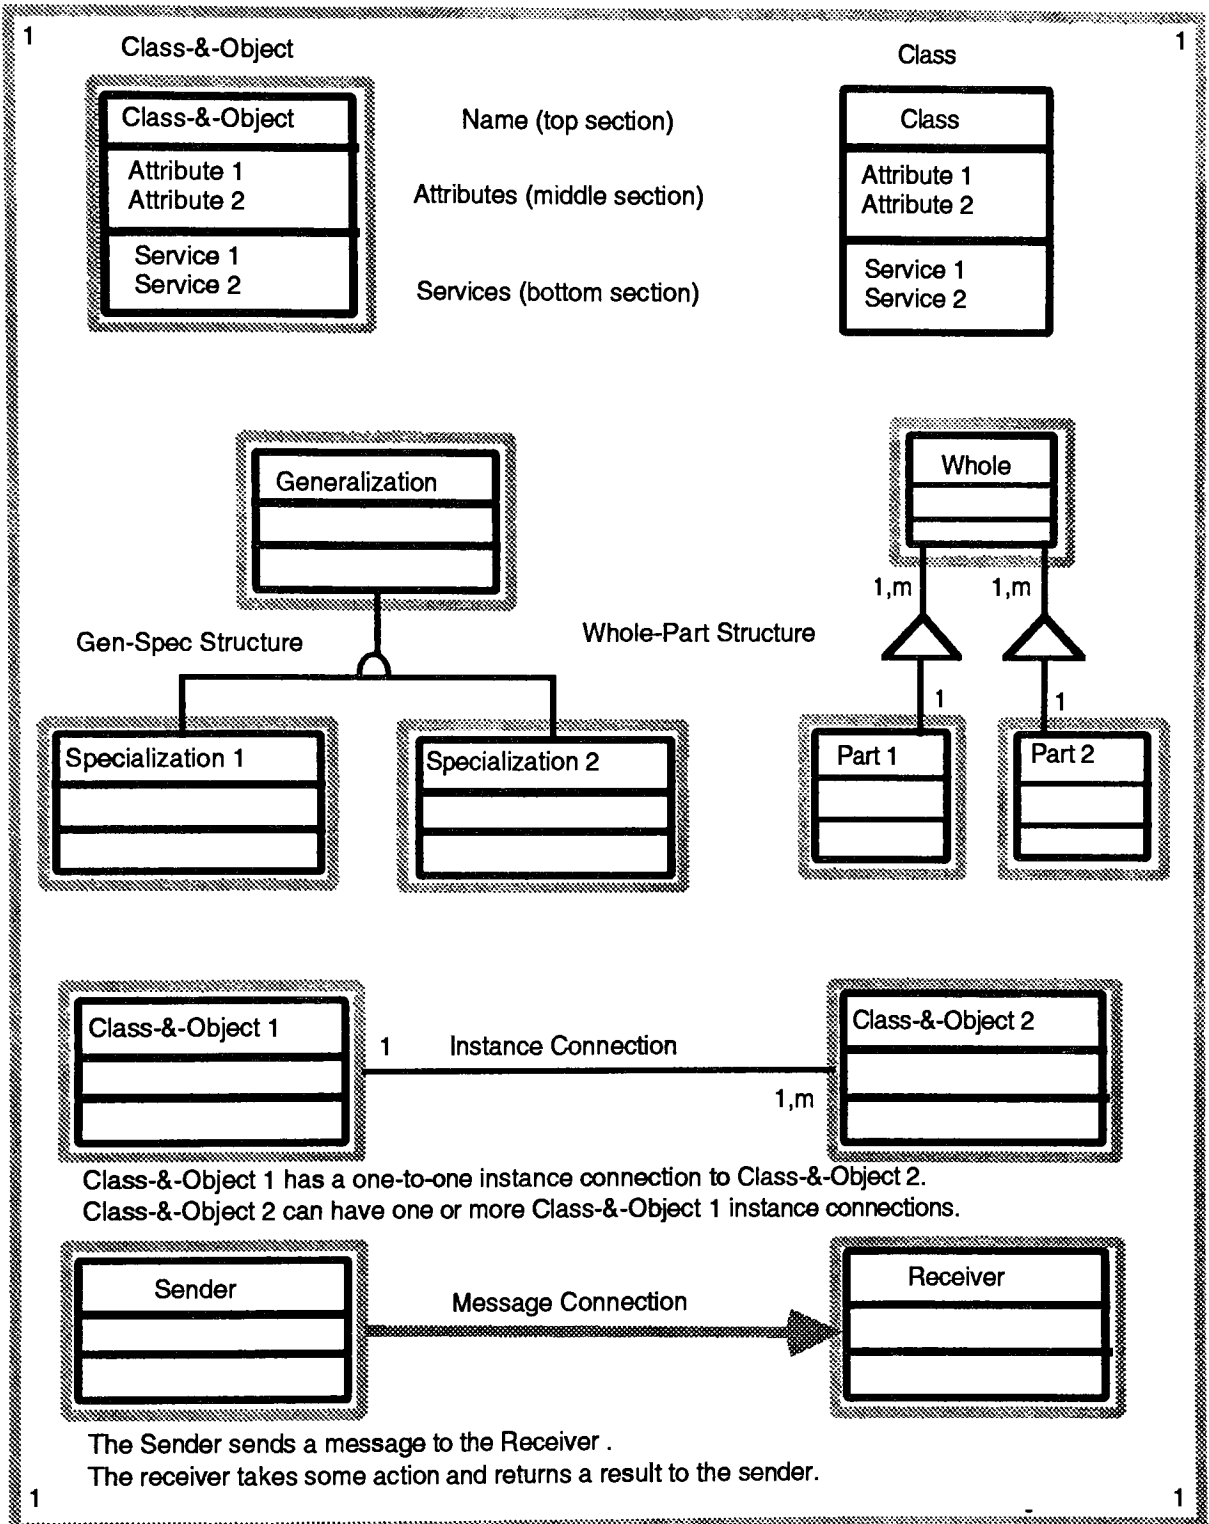 1
1
Class-&-Object
Class
Class-&-Object
Attribute 1
Attribute 2
Service 1
Service 2
Name (top section)
Attributes (middle section)
Services (bottom section)
Class
Attribute 1
Attribute 2
Service 1
Service 2
Generalization
Gen-Spec Structure
Specialization 1
Specialization 2
Whole
1,m
1,m
Whole-Part Structure
1
1
Part 1
Part 2
Class-&-Object 1
1
Instance Connection
1,m
Class-&-Object 2
Class-&-Object 1 has a one-to-one instance connection to Class-&-Object 2.
Class-&-Object 2 can have one or more Class-&-Object 1 instance connections.
Sender
Message Connection
Receiver
The Sender sends a message to the Receiver .
The receiver takes some action and returns a result to the sender.
1
1